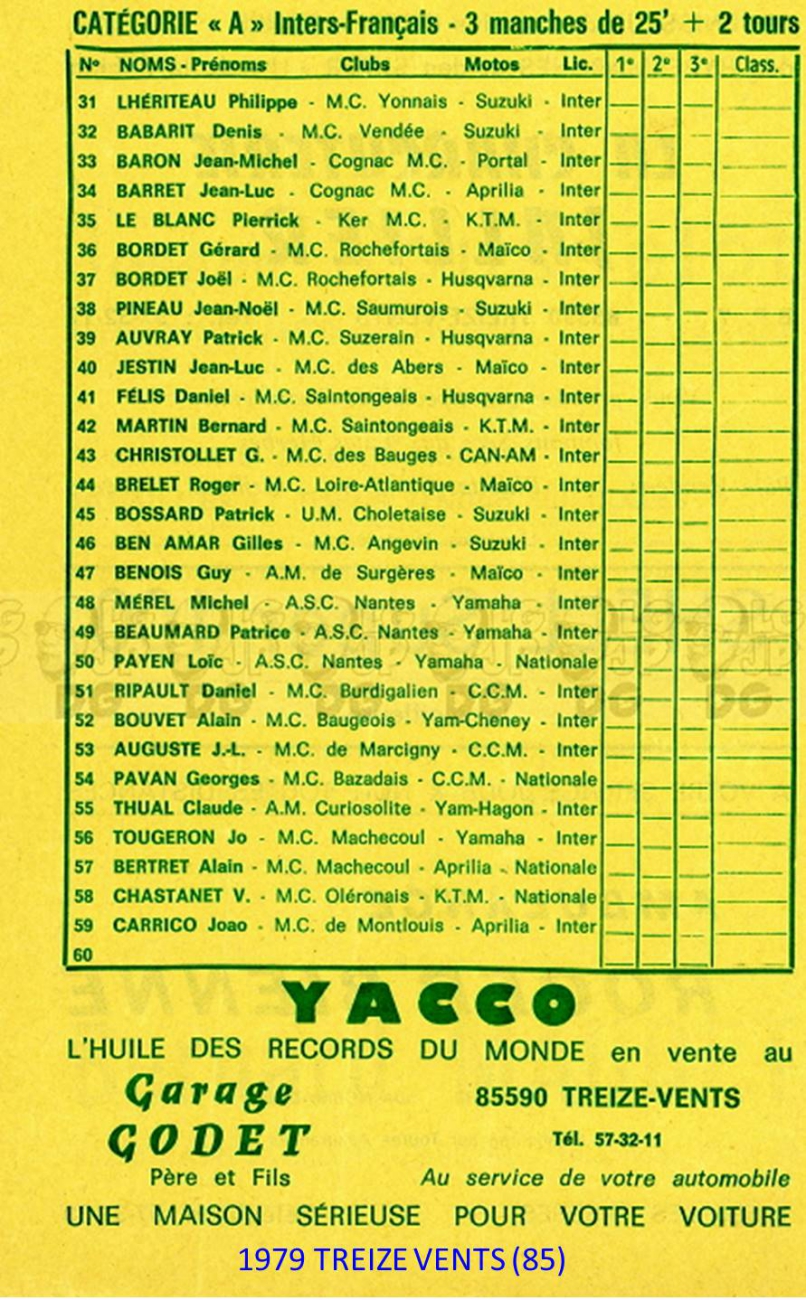 CATÉGORIE « A » Inters-Français - 3 manches de 25' + 2 tours
Nº NOMS - Prénoms Clubs Motos Lic. 1e 2e 3e Class.
31 LHÉRITEAU Philippe - M.C. Yonnais - Suzuki - Inter
32 BABARIT Denis - M.C. Vendée - Suzuki - Inter
33 BARON Jean-Michel - Cognac M.C. - Portal - Inter
34 BARRET Jean-Luc - Cognac M.C. - Aprilia - Inter
35 LE BLANC Pierrick - Ker M.C. - K.T.M. - Inter
36 BORDET Gérard - M.C. Rochefortais - Maïco - Inter
37 BORDET Joël - M.C. Rochefortais - Husqvarna - Inter
38 PINEAU Jean-Noël - M.C. Saumurois - Suzuki - Inter
39 AUVRAY Patrick - M.C. Suzerain - Husqvarna - Inter
40 JESTIN Jean-Luc - M.C. des Abers - Maïco - Inter
41 FÉLIS Daniel - M.C. Saintongeais - Husqvarna - Inter
42 MARTIN Bernard - M.C. Saintongeais - K.T.M. - Inter
43 CHRISTOLLET G. - M.C. des Bauges - CAN-AM - Inter
44 BRELET Roger - M.C. Loire-Atlantique - Maïco - Inter
45 BOSSARD Patrick - U.M. Choletaise - Suzuki - Inter
46 BEN AMAR Gilles - M.C. Angevin - Suzuki - Inter
47 BENOIS Guy - A.M. de Surgères - Maïco - Inter
48 MÉREL Michel - A.S.C. Nantes - Yamaha - Inter
49 BEAUMARD Patrice - A.S.C. Nantes - Yamaha - Inter
50 PAYEN Loïc - A.S.C. Nantes - Yamaha - Nationale
51 RIPAULT Daniel - M.C. Burdigalien - C.C.M. - Inter
52 BOUVET Alain - M.C. Baugeois - Yam-Cheney - Inter
53 AUGUSTE J.-L. - M.C. de Marcigny - C.C.M. - Inter
54 PAVAN Georges - M.C. Bazadais - C.C.M. - Nationale
55 THUAL Claude - A.M. Curiosolite - Yam-Hagon - Inter
56 TOUGERON Jo - M.C. Machecoul - Yamaha - Inter
57 BERTRET Alain - M.C. Machecoul - Aprilia - Nationale
58 CHASTANET V. - M.C. Oléronais - K.T.M. - Nationale
59 CARRICO Joao - M.C. de Montlouis - Aprilia - Inter
60
YACCO
L'HUILE DES RECORDS DU MONDE en vente au
Garage 85590 TREIZE-VENTS
GODET Tél. 57-32-11
Père et Fils Au service de votre automobile
UNE MAISON SÉRIEUSE POUR VOTRE VOITURE
1979 TREIZE VENTS (85)